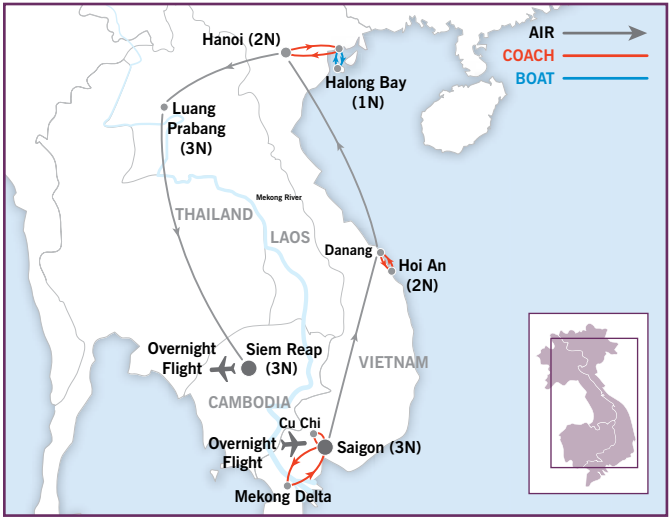 AIR
COACH
BOAT
Hanoi (2N)
Halong Bay
(1N)
Luang
Prabang
(3N)
Mekong River
THAILAND
LAOS
Danang
Hoi An
(2N)
Overnight
Flight
Siem Reap
(3N)
VIETNAM
CAMBODIA
Cu Chi
Overnight
Flight
Saigon (3N)
Mekong Delta